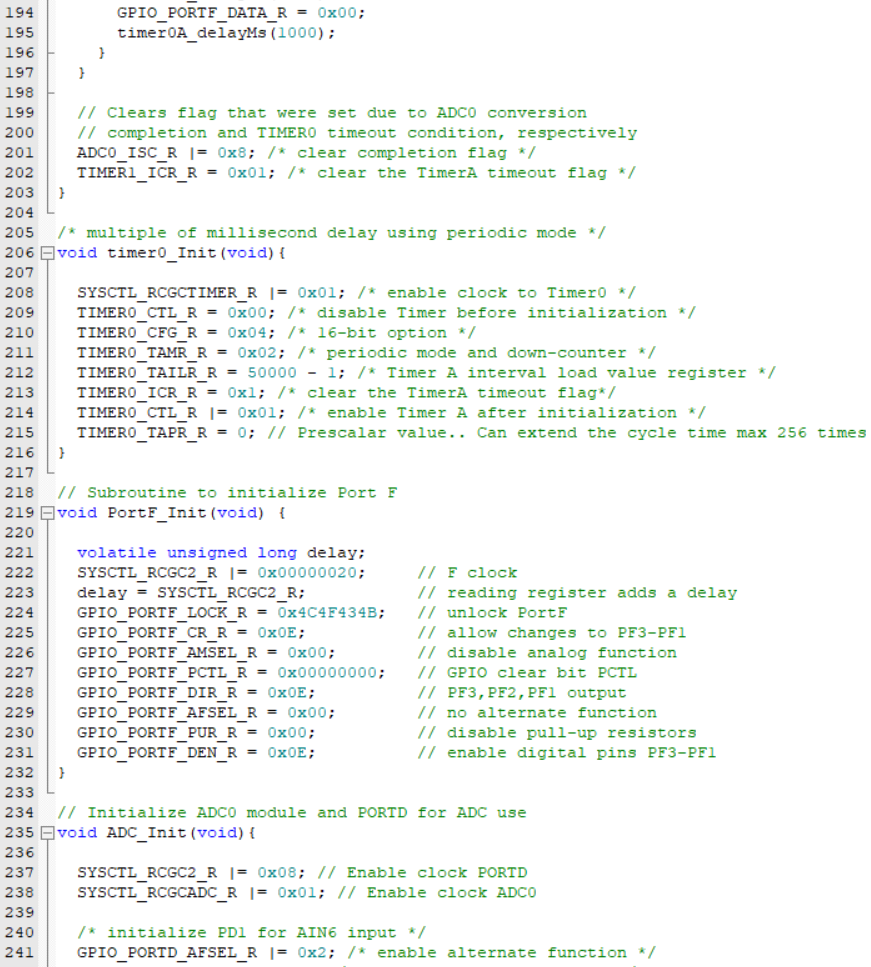 194 GPIO_PORTF_DATA_R = 0x00;
195 timer0A_delayMs(1000);
196 }
197 }
198
199 // Clears flag that were set due to ADC0 conversion
200 // completion and TIMER0 timeout condition, respectively
201 ADC0_ISC_R |= 0x8; /* clear completion flag */
202 TIMER1_ICR_R = 0x01; /* clear the TimerA timeout flag */
203 }
204
205 /* multiple of millisecond delay using periodic mode */
206 void timer0_Init(void){
207
208 SYSCTL_RCGCTIMER_R |= 0x01; /* enable clock to Timer0 */
209 TIMER0_CTL_R = 0x00; /* disable Timer before initialization */
210 TIMER0_CFG_R = 0x04; /* 16-bit option */
211 TIMER0_TAMR_R = 0x02; /* periodic mode and down-counter */
212 TIMER0_TAILR_R = 50000 - 1; /* Timer A interval load value register */
213 TIMER0_ICR_R = 0x1; /* clear the TimerA timeout flag*/
214 TIMER0_CTL_R |= 0x01; /* enable Timer A after initialization */
215 TIMER0_TAPR_R = 0; // Prescalar value.. Can extend the cycle time max 256 times
216 }
217
218 // Subroutine to initialize Port F
219 void PortF_Init(void) {
220
221 volatile unsigned long delay;
222 SYSCTL_RCGC2_R |= 0x00000020; // F clock
223 delay = SYSCTL_RCGC2_R; // reading register adds a delay
224 GPIO_PORTF_LOCK_R = 0x4C4F434B; // unlock PortF
225 GPIO_PORTF_CR_R = 0x0E; // allow changes to PF3-PF1
226 GPIO_PORTF_AMSEL_R = 0x00; // disable analog function
227 GPIO_PORTF_PCTL_R = 0x00000000; // GPIO clear bit PCTL
228 GPIO_PORTF_DIR_R = 0x0E; // PF3,PF2,PF1 output
229 GPIO_PORTF_AFSEL_R = 0x00; // no alternate function
230 GPIO_PORTF_PUR_R = 0x00; // disable pull-up resistors
231 GPIO_PORTF_DEN_R = 0x0E; // enable digital pins PF3-PF1
232 }
233
234 // Initialize ADC0 module and PORTD for ADC use
235 void ADC_Init(void){
236
237 SYSCTL_RCGC2_R |= 0x08; // Enable clock PORTD
238 SYSCTL_RCGCADC_R |= 0x01; // Enable clock ADC0
239
240 /* initialize PD1 for AIN6 input */
241 GPIO_PORTD_AFSEL_R |= 0x2; /* enable alternate function */